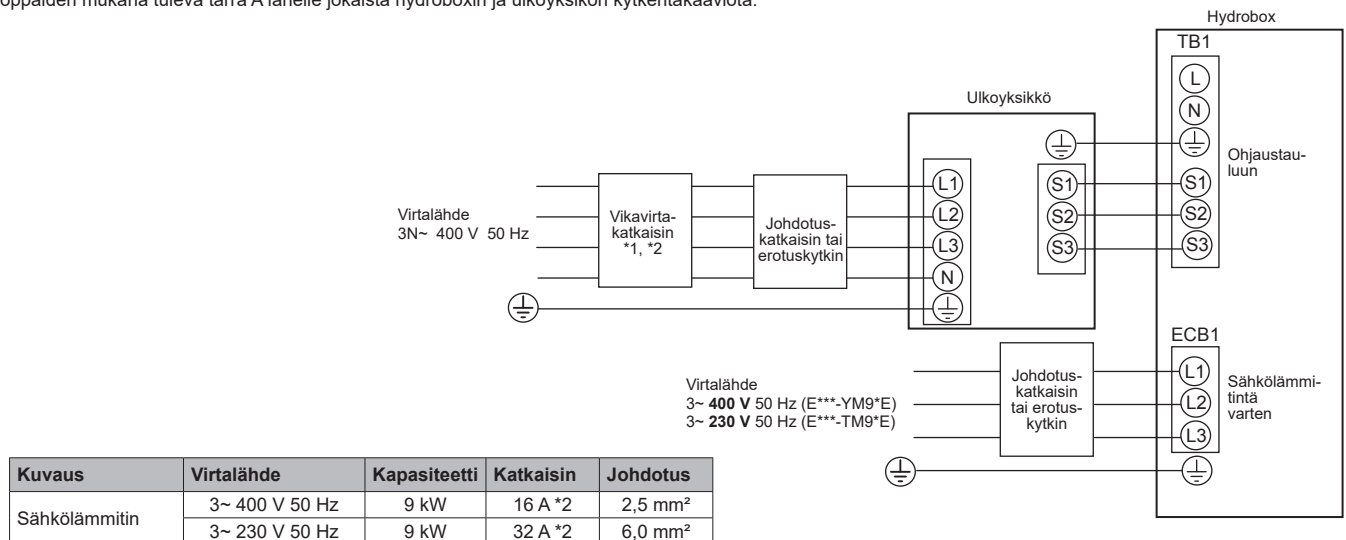 oppaiden mukana tuleva tarra A lähelle jokaista hydroboxin ja ulkoyksikön kytkentäkaaviota.
Hydrobox
TB1
L
N
Ohjaustau-
luun
S1
S2
S3
Ulkoyksikkö
L1
L2
L3
N
S1
S2
S3
Virtalähde
3N~ 400 V 50 Hz
Vikavirta-
katkaisin
*1, *2
Johdotus-
katkaisin tai
erotuskytkin
ECB1
L1
L2
L3
Sähkölämmi-
tintä
varten
Virtalähde
3~ 400 V 50 Hz (E***-YM9*E)
3~ 230 V 50 Hz (E***-TM9*E)
Johdotus-
katkaisin
tai erotus-
kytkin
Kuvaus Virtalähde Kapasiteetti Katkaisin Johdotus
Sähkölämmitin 3~ 400 V 50 Hz 9 kW 16 A *2 2,5 mm²
3~ 230 V 50 Hz 9 kW 32 A *2 6,0 mm²